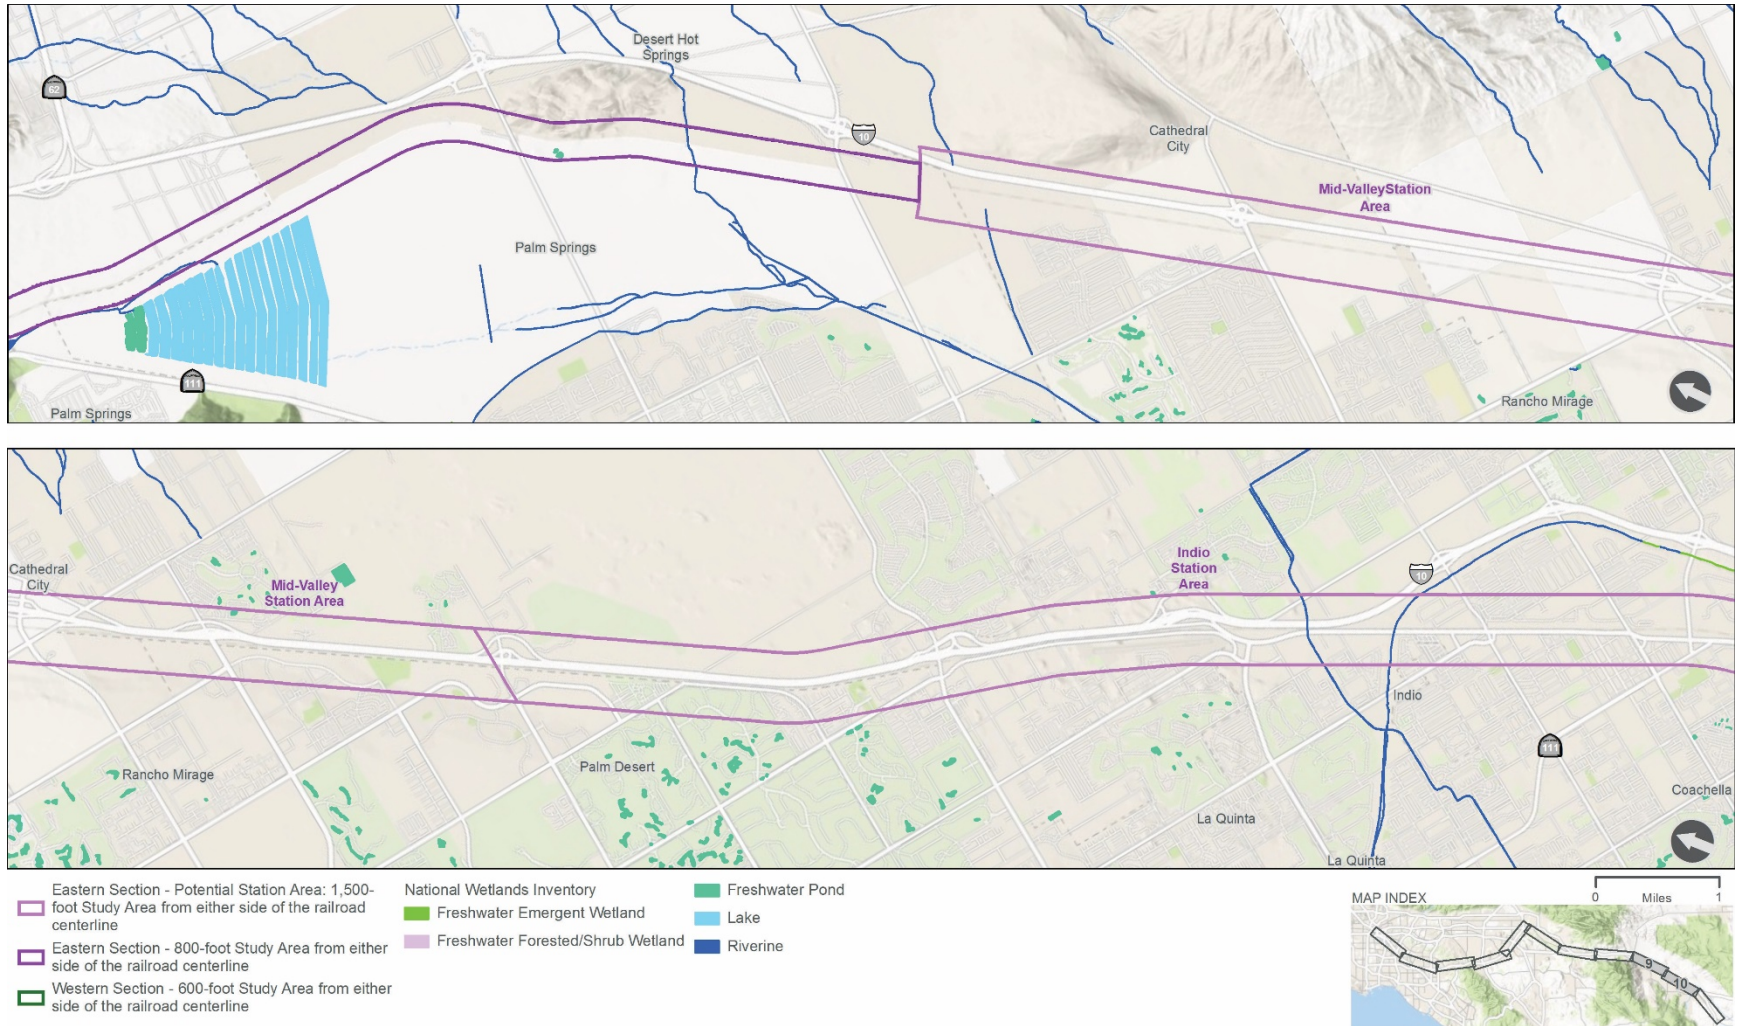 Desert Hot
Springs
62
10
Cathedral
City
Mid-ValleyStation
Area
Palm Springs
111
Palm Springs
Rancho Mirage
Cathedral
City
Mid-Valley
Station Area
Indio
Station
Area
10
Indio
111
Rancho Mirage
Palm Desert
La Quinta
Coachella
La Quinta
Eastern Section - Potential Station Area: 1,500-
foot Study Area from either side of the railroad
centerline
Eastern Section - 800-foot Study Area from either
side of the railroad centerline
Western Section - 600-foot Study Area from either
side of the railroad centerline
National Wetlands Inventory
Freshwater Emergent Wetland
Freshwater Forested/Shrub Wetland
Freshwater Pond
Lake
Riverine
MAP INDEX
0 Miles 1
9
10